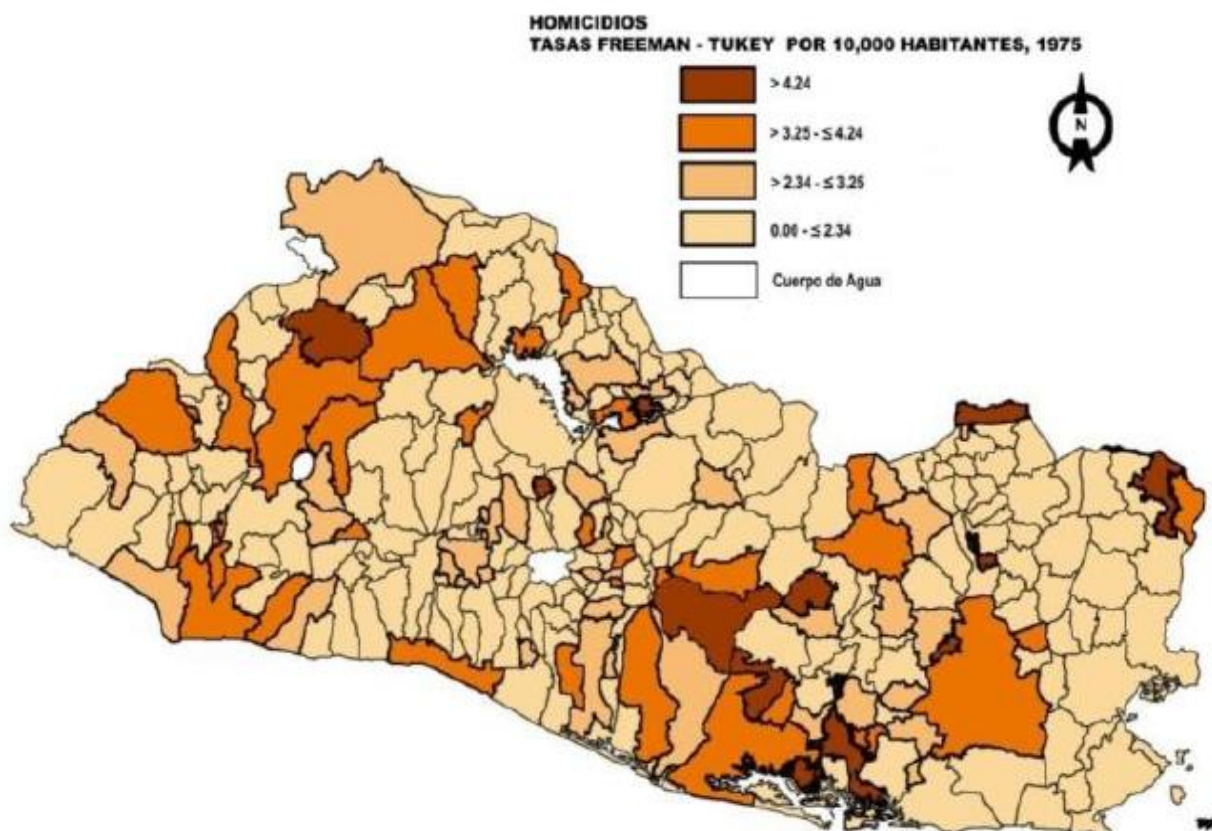 HOMICIDIOS
TASAS FREEMAN - TUKEY POR 10,000 HABITANTES, 1975
> 4.24
> 3.25 - ≤ 4.24
> 2.34 - ≤ 3.25
0.00 - ≤ 2.34
Cuerpo de Agua
N